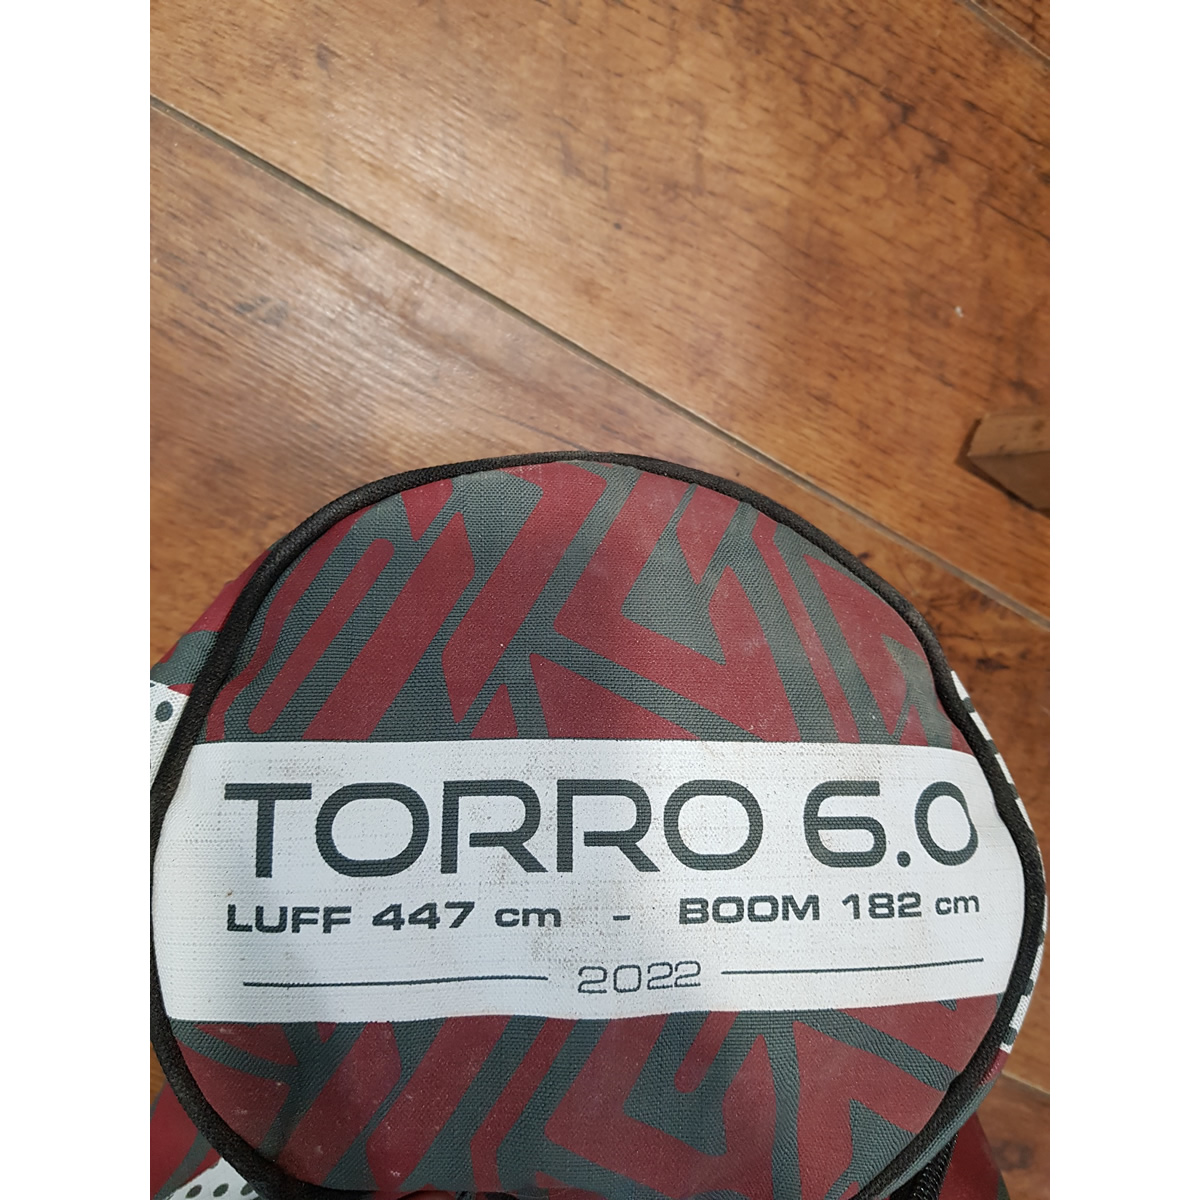 TORRO 6.0
LUFF 447 cm - BOOM 182 cm
2022